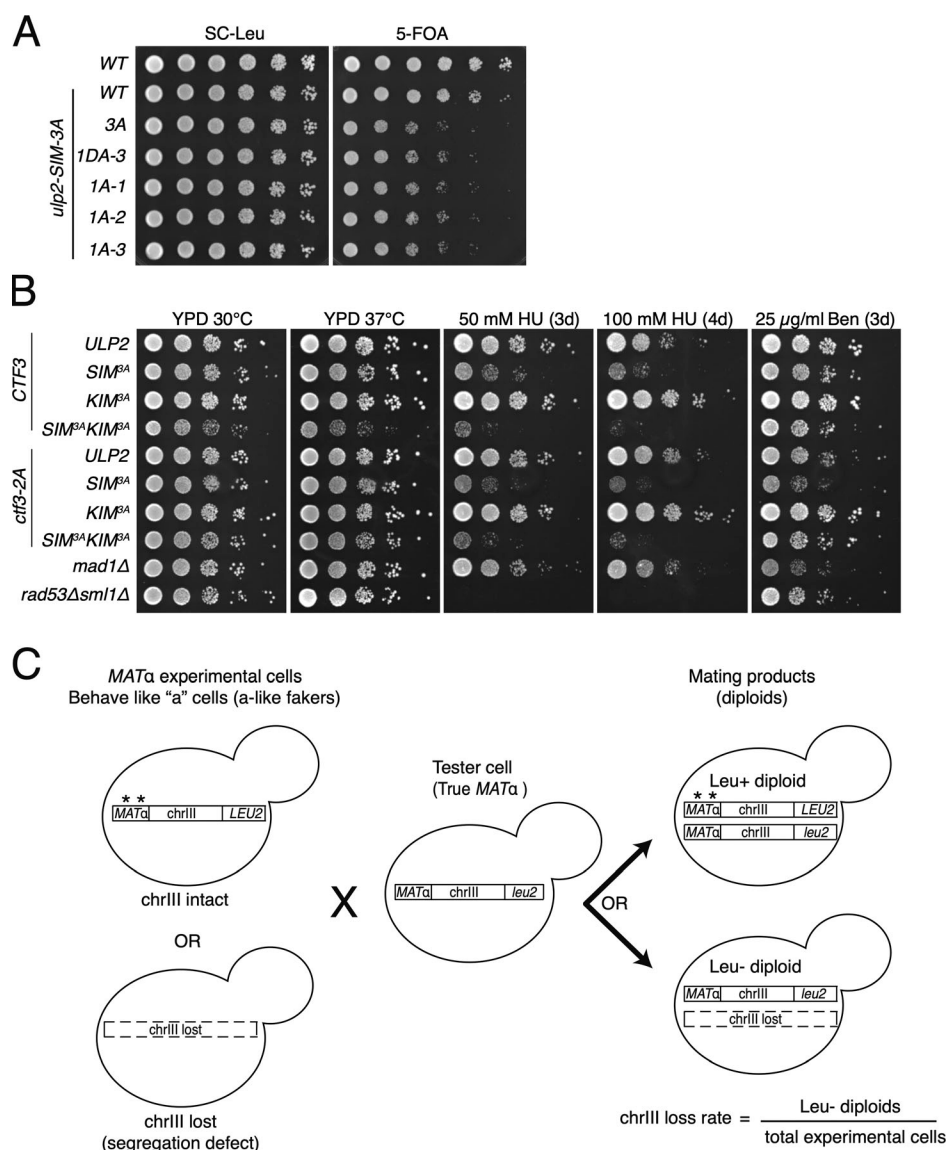 A
SC-Leu 5-FOA
WT
WT
3A
1DA-3
1A-1
1A-2
1A-3
ulp2-SIM-3A
B
YPD 30°C YPD 37°C 50 mM HU (3d) 100 mM HU (4d) 25 µg/ml Ben (3d)
CTF3
ULP2
SIM³ᴬ
KIM³ᴬ
SIM³ᴬKIM³ᴬ
ctf3-2A
ULP2
SIM³ᴬ
KIM³ᴬ
SIM³ᴬKIM³ᴬ
mad1Δ
rad53Δsml1Δ
C
MATα experimental cells
Behave like “a” cells (a-like fakers)
* *
MATα chrIII LEU2
chrIII intact
OR
chrIII lost
chrIII lost
(segregation defect)
X
Tester cell
(True MATα )
MATα chrIII leu2
OR
Mating products
(diploids)
Leu+ diploid
* *
MATα chrIII LEU2
MATα chrIII leu2
Leu- diploid
MATα chrIII leu2
chrIII lost
chrIII loss rate = Leu- diploids
total experimental cells